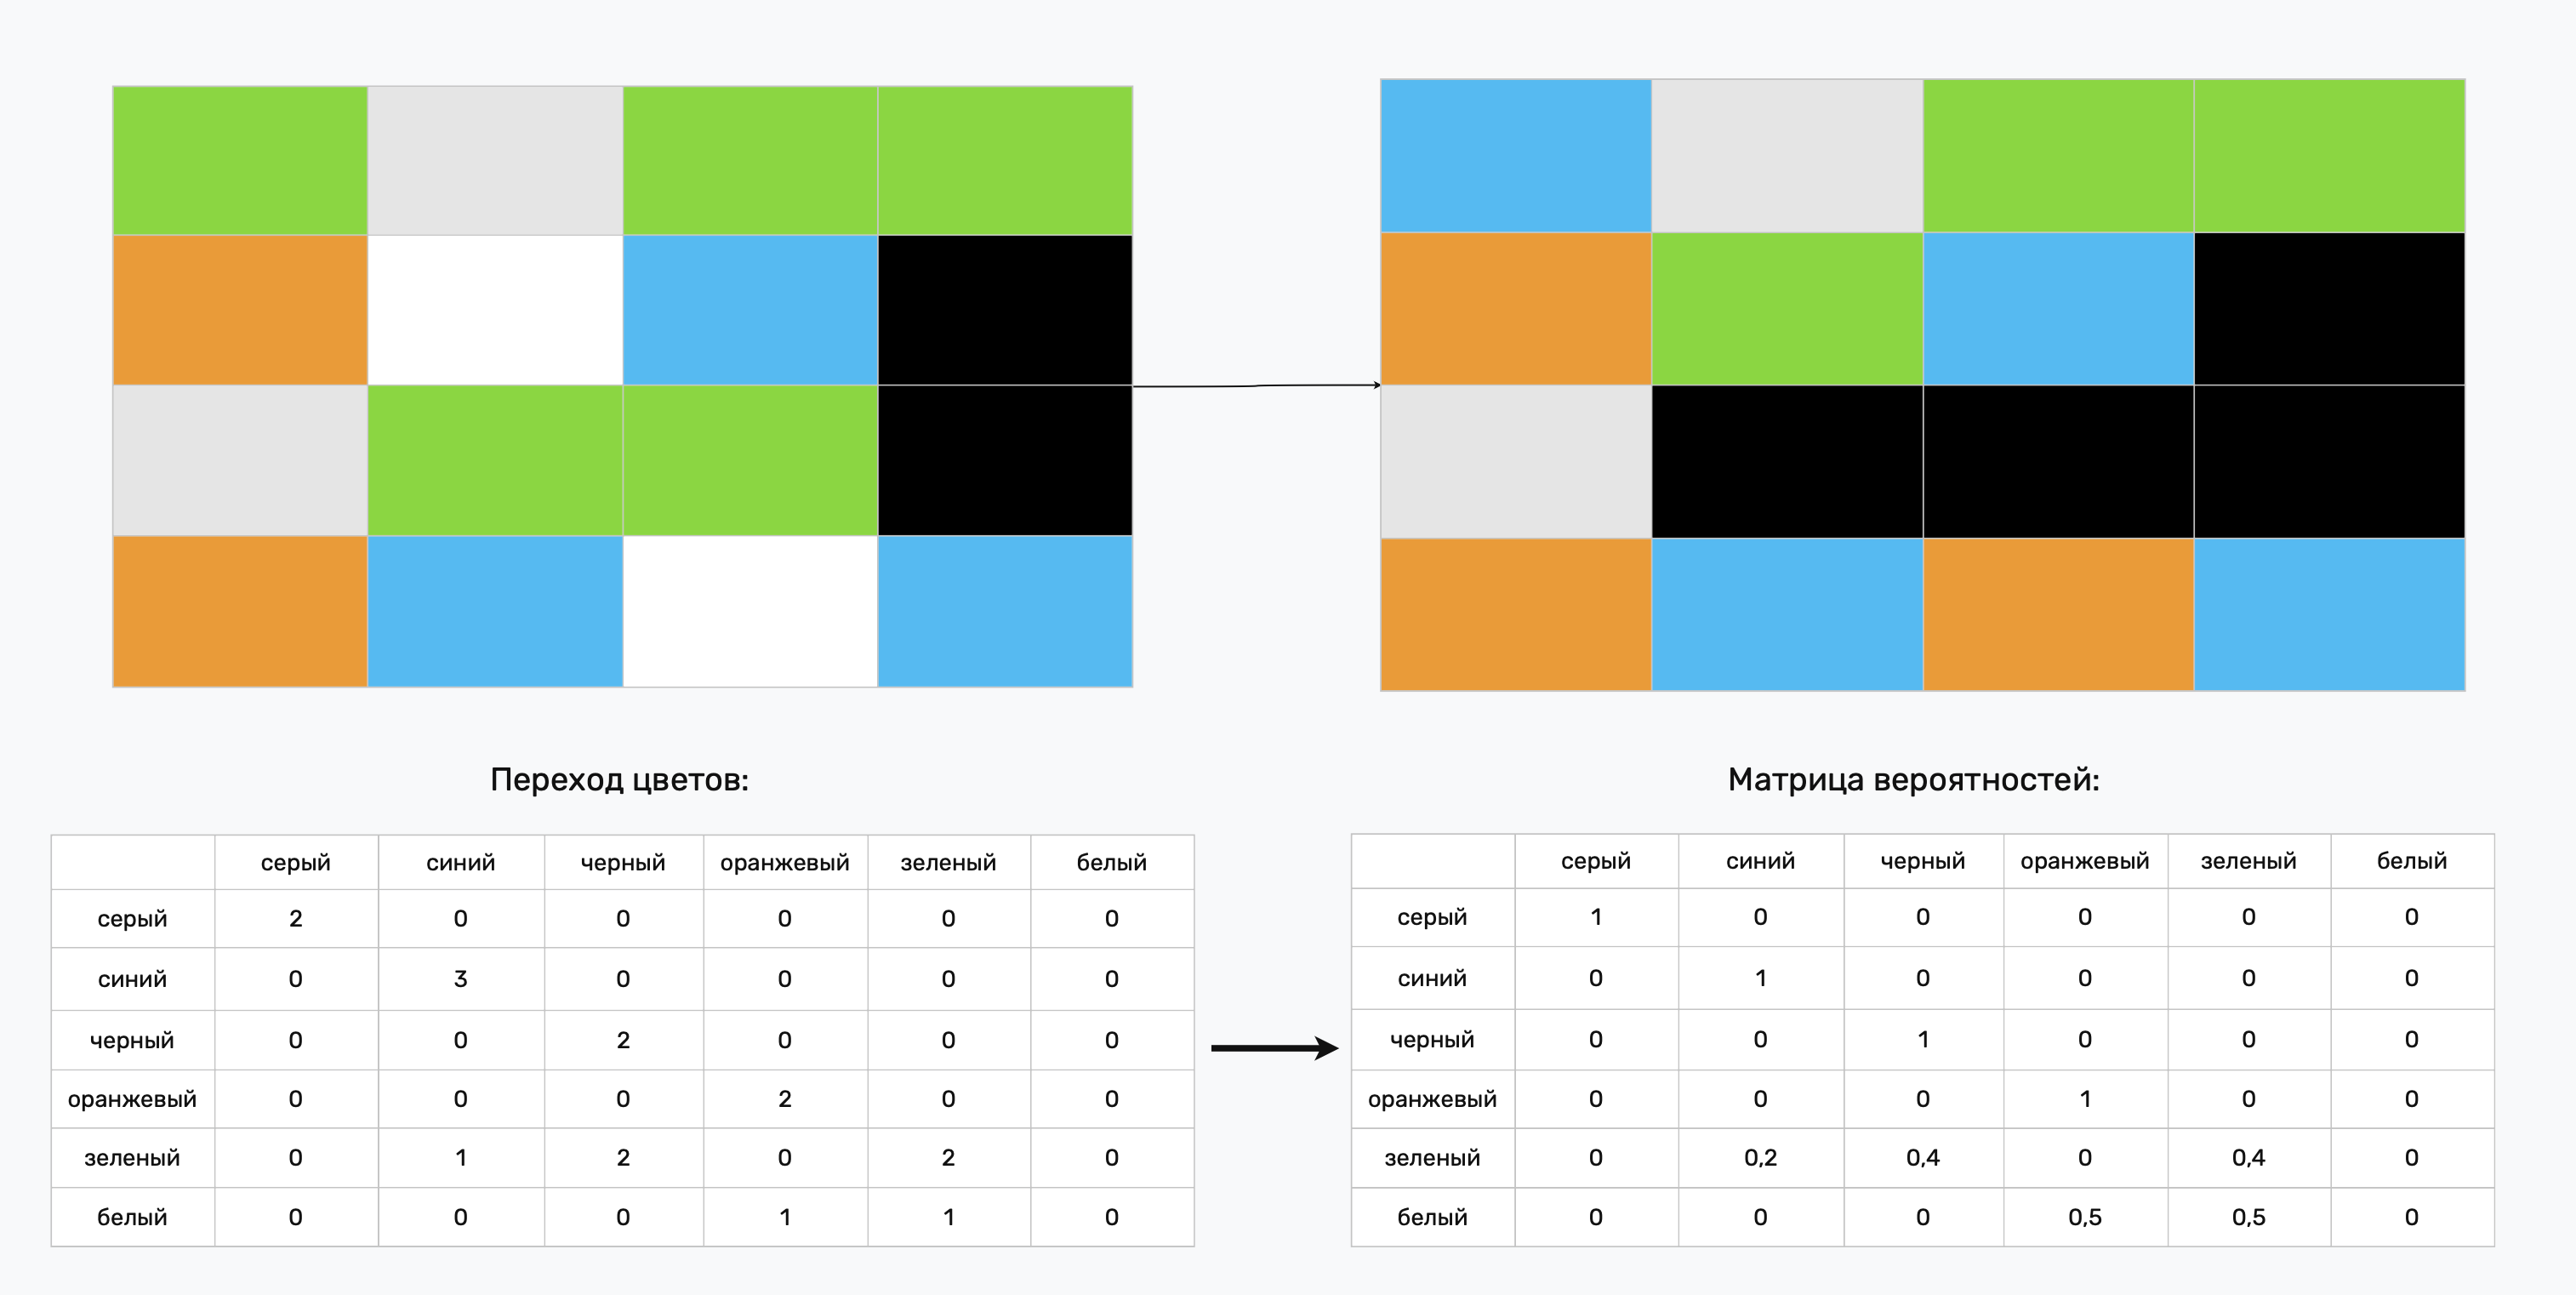 Переход цветов:
серый синий черный оранжевый зеленый белый
серый 2 0 0 0 0 0
синий 0 3 0 0 0 0
черный 0 0 2 0 0 0
оранжевый 0 0 0 2 0 0
зеленый 0 1 2 0 2 0
белый 0 0 0 1 1 0
Матрица вероятностей:
серый синий черный оранжевый зеленый белый
серый 1 0 0 0 0 0
синий 0 1 0 0 0 0
черный 0 0 1 0 0 0
оранжевый 0 0 0 1 0 0
зеленый 0 0,2 0,4 0 0,4 0
белый 0 0 0 0,5 0,5 0